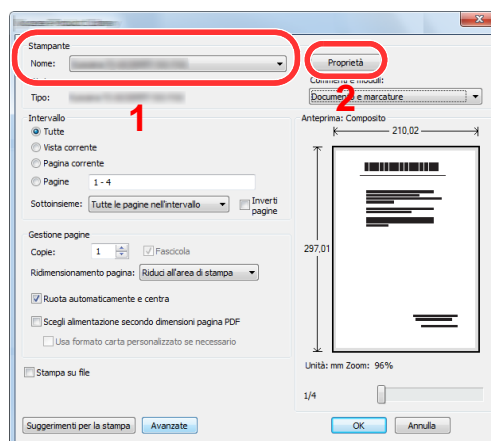 Stampante
Nome:
Proprietà
Commenti e moduli:
Tipo:
Documento e marcature
1
2
Intervallo
Anteprima: Composito
Tutte
210,02
Vista corrente
Pagina corrente
Pagine 1 - 4
Sottoinsieme: Tutte le pagine nell'intervallo Inverti
pagine
Gestione pagine
Copie: 1 Fascicola
297,01
Ridimensionamento pagina: Riduci all'area di stampa
Ruota automaticamente e centra
Scegli alimentazione secondo dimensioni pagina PDF
Usa formato carta personalizzato se necessario
Unità: mm Zoom: 96%
Stampa su file
1/4
Suggerimenti per la stampa Avanzate OK Annulla